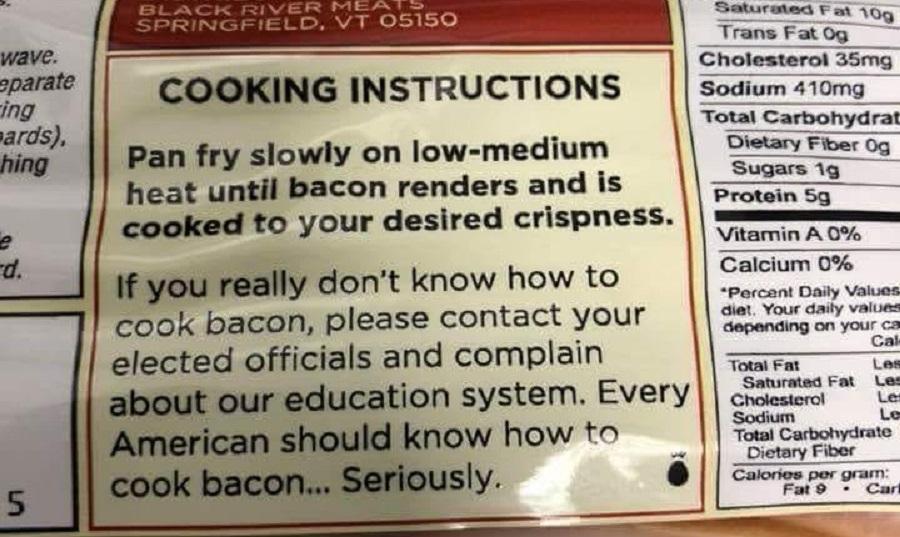 BLACK RIVER MEATS
SPRINGFIELD, VT 05150
wave.
eparate
ing
ards),
hing
e
rd.
5
COOKING INSTRUCTIONS
Pan fry slowly on low-medium
heat until bacon renders and is
cooked to your desired crispness.
If you really don't know how to
cook bacon, please contact your
elected officials and complain
about our education system. Every
American should know how to
cook bacon... Seriously.
Saturated Fat 10g
Trans Fat 0g
Cholesterol 35mg
Sodium 410mg
Total Carbohydrat
Dietary Fiber 0g
Sugars 1g
Protein 5g
Vitamin A 0%
Calcium 0%
*Percent Daily Values
diet. Your daily values
depending on your ca
Cal
Total Fat Les
Saturated Fat Les
Cholesterol Le
Sodium Le
Total Carbohydrate
Dietary Fiber
Calories per gram:
Fat 9 • Carl